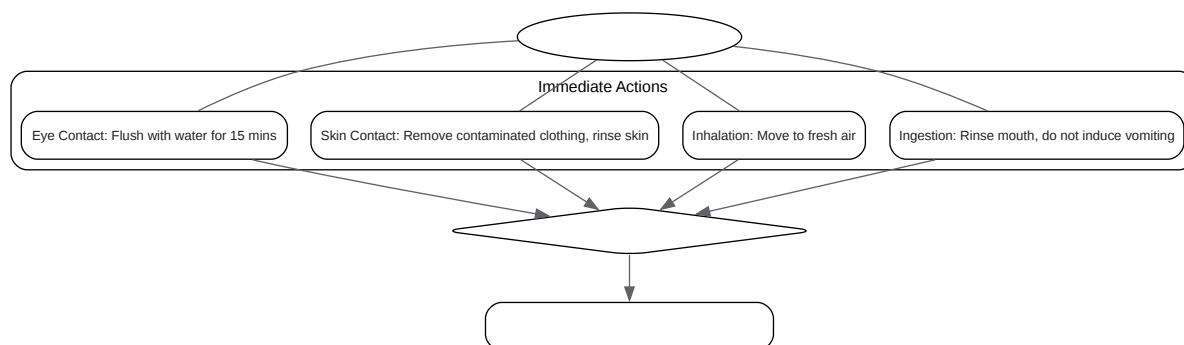 Immediate Actions
Eye Contact: Flush with water for 15 mins
Skin Contact: Remove contaminated clothing, rinse skin
Inhalation: Move to fresh air
Ingestion: Rinse mouth, do not induce vomiting